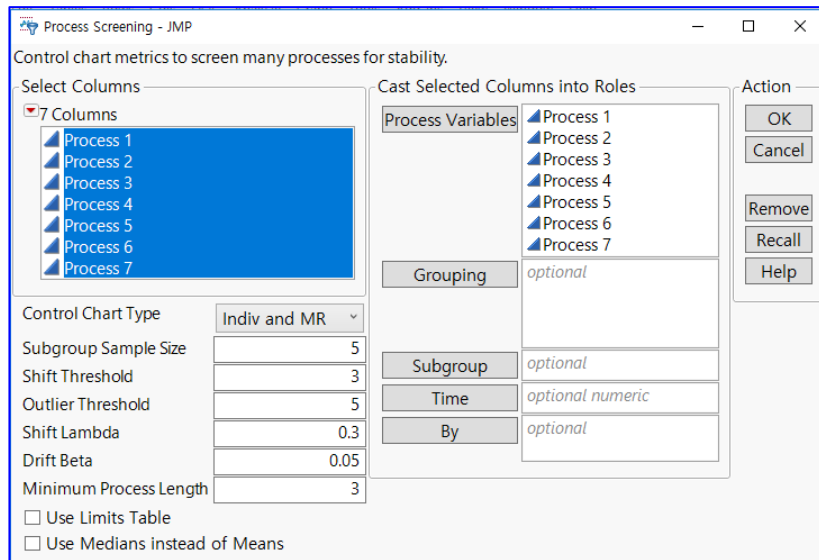 Process Screening - JMP
Control chart metrics to screen many processes for stability.
Select Columns
7 Columns
Process 1
Process 2
Process 3
Process 4
Process 5
Process 6
Process 7
Control Chart Type
Indiv and MR
Subgroup Sample Size 5
Shift Threshold 3
Outlier Threshold 5
Shift Lambda 0.3
Drift Beta 0.05
Minimum Process Length 3
Use Limits Table
Use Medians instead of Means
Cast Selected Columns into Roles
Process Variables
Process 1
Process 2
Process 3
Process 4
Process 5
Process 6
Process 7
Grouping optional
Subgroup optional
Time optional numeric
By optional
Action
OK
Cancel
Remove
Recall
Help